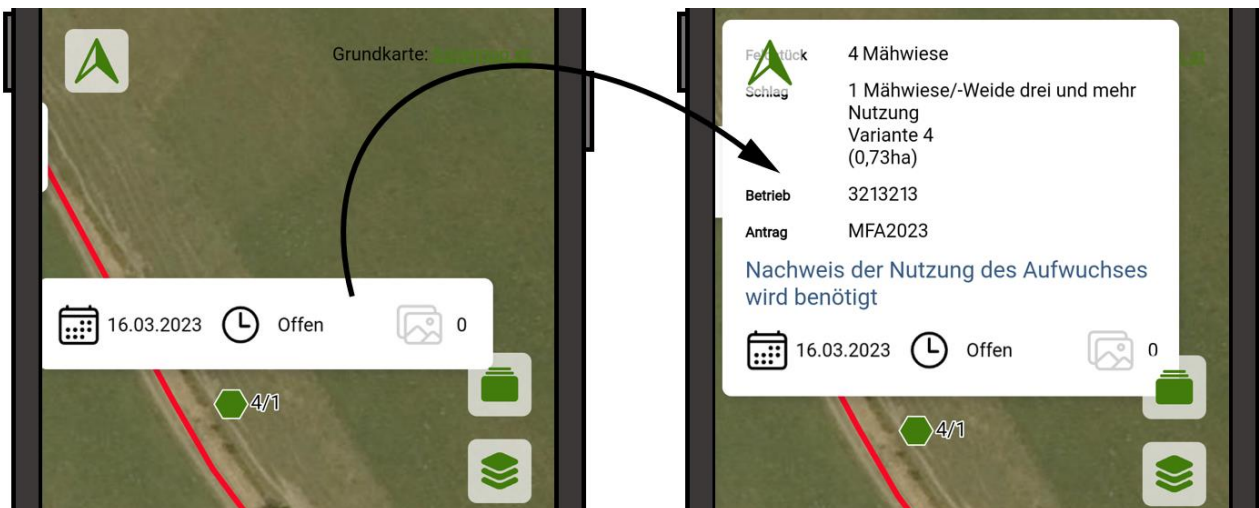 Grundkarte:
16.03.2023 Offen 0
4/1
Feldstück 4 Mähwiese
Schlag 1 Mähwiese/-Weide drei und mehr
Nutzung
Variante 4
(0,73ha)
Betrieb 3213213
Antrag MFA2023
Nachweis der Nutzung des Aufwuchses
wird benötigt
16.03.2023 Offen 0
4/1